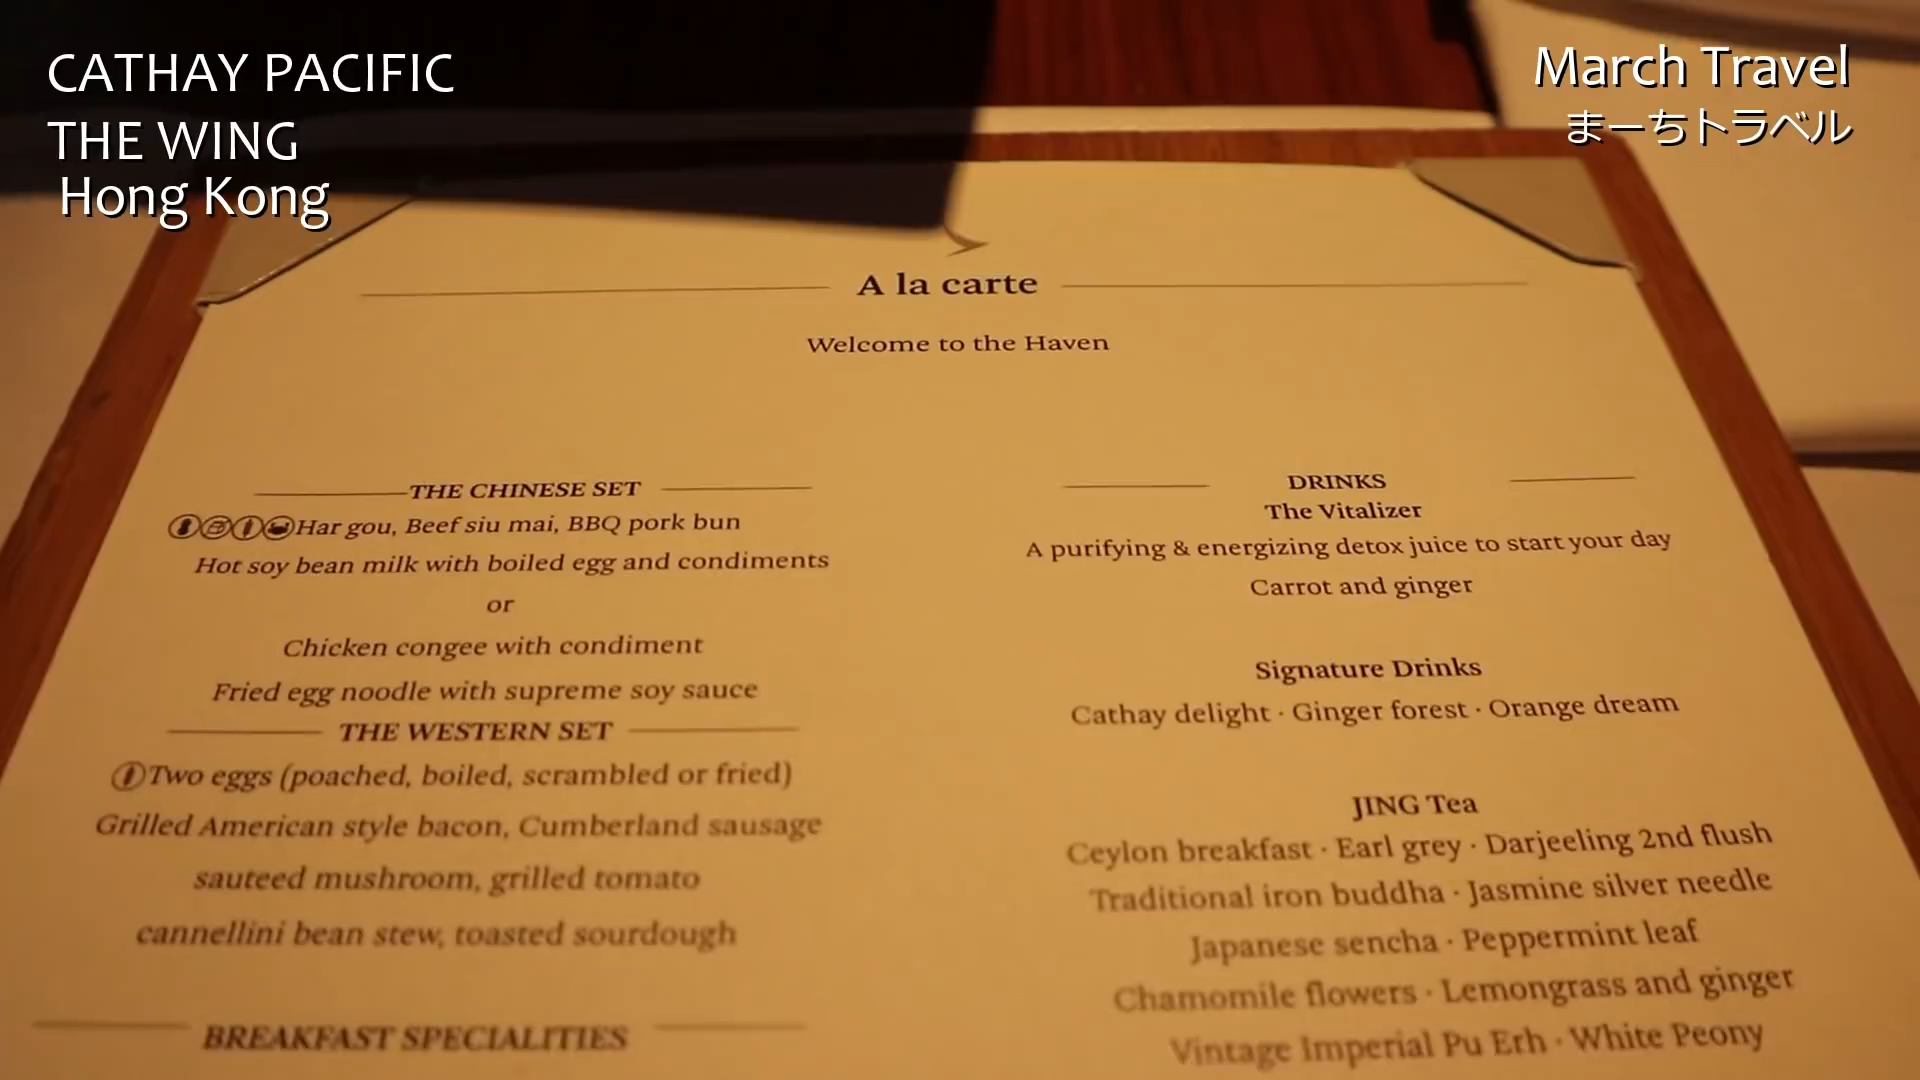 CATHAY PACIFIC
THE WING
Hong Kong
March Travel
まーちトラベル
A la carte
Welcome to the Haven
THE CHINESE SET
Har gou, Beef siu mai, BBQ pork bun
Hot soy bean milk with boiled egg and condiments
or
Chicken congee with condiment
Fried egg noodle with supreme soy sauce
THE WESTERN SET
Two eggs (poached, boiled, scrambled or fried)
Grilled American style bacon, Cumberland sausage
sauteed mushroom, grilled tomato
cannellini bean stew, toasted sourdough
BREAKFAST SPECIALITIES
DRINKS
The Vitalizer
A purifying & energizing detox juice to start your day
Carrot and ginger
Signature Drinks
Cathay delight · Ginger forest · Orange dream
JING Tea
Ceylon breakfast · Earl grey · Darjeeling 2nd flush
Traditional iron buddha · Jasmine silver needle
Japanese sencha · Peppermint leaf
Chamomile flowers · Lemongrass and ginger
Vintage Imperial Pu Erh · White Peony